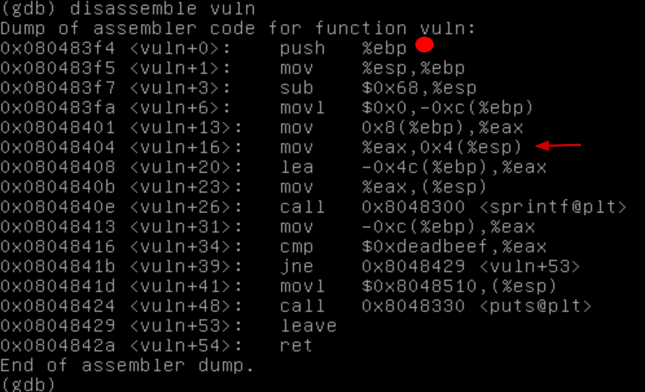 (gdb) disassemble vuln
Dump of assembler code for function vuln:
0x080483f4 <vuln+0>:    push   %ebp
0x080483f5 <vuln+1>:    mov    %esp,%ebp
0x080483f7 <vuln+3>:    sub    $0x68,%esp
0x080483fa <vuln+6>:    movl   $0x0,-0xc(%ebp)
0x08048401 <vuln+13>:   mov    0x8(%ebp),%eax
0x08048404 <vuln+16>:   mov    %eax,0x4(%esp)
0x08048408 <vuln+20>:   lea    -0x4c(%ebp),%eax
0x0804840b <vuln+23>:   mov    %eax,(%esp)
0x0804840e <vuln+26>:   call   0x8048300 <sprintf@plt>
0x08048413 <vuln+31>:   mov    -0xc(%ebp),%eax
0x08048416 <vuln+34>:   cmp    $0xdeadbeef,%eax
0x0804841b <vuln+39>:   jne    0x8048429 <vuln+53>
0x0804841d <vuln+41>:   movl   $0x8048510,(%esp)
0x08048424 <vuln+48>:   call   0x8048330 <puts@plt>
0x08048429 <vuln+53>:   leave
0x0804842a <vuln+54>:   ret
End of assembler dump.
(gdb)